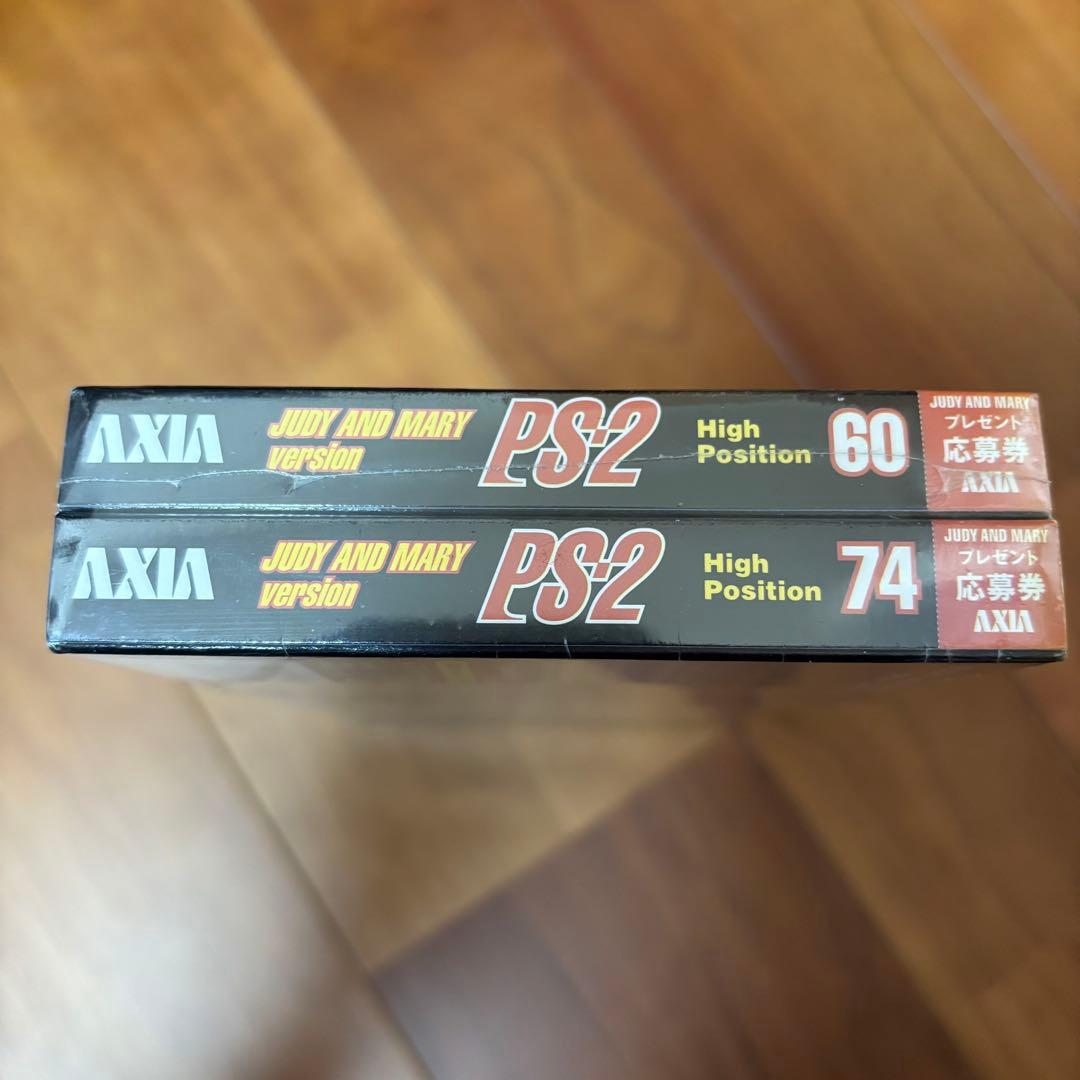 AXIA
JUDY AND MARY
version
PS-2
High
Position
60
JUDY AND MARY
プレゼント
応募券
AXIA
AXIA
JUDY AND MARY
version
PS-2
High
Position
74
JUDY AND MARY
プレゼント
応募券
AXIA